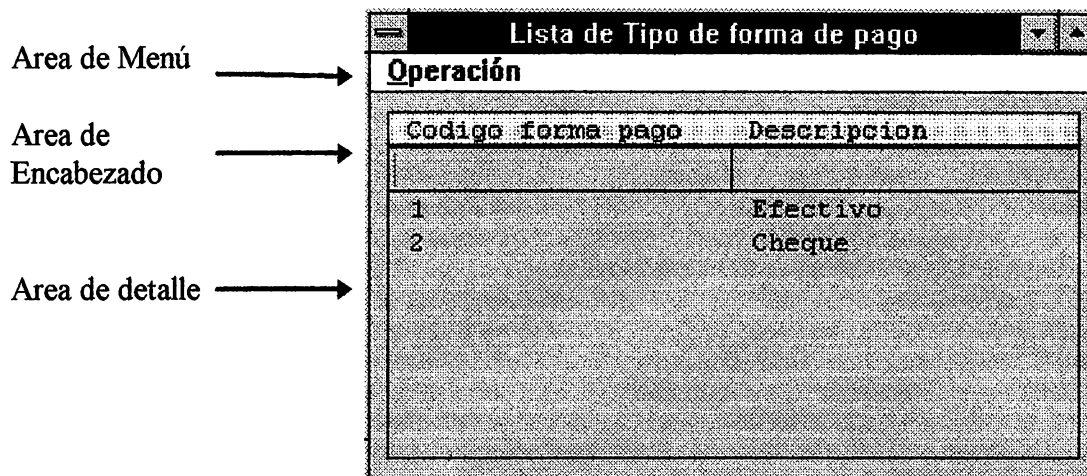 Lista de Tipo de forma de pago
Area de Menú
Operación
Area de
Encabezado
Codigo forma pago Descripcion
1 Efectivo
2 Cheque
Area de detalle